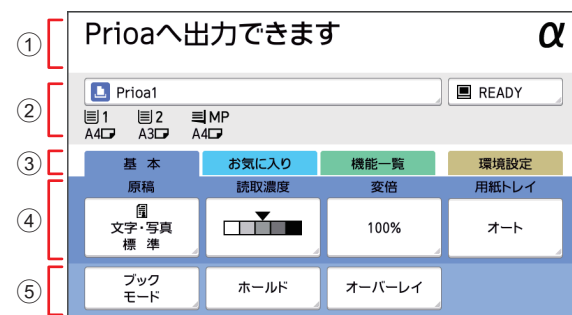 ① Prioaへ出力できます α
② Prioa1 READY
1 2 MP
A4 A3 A4
③ 基 本 お気に入り 機能一覧 環境設定
④ 原稿 読取濃度 変倍 用紙トレイ
文字・写真
標 準
100%
オート
⑤ ブック
モード
ホールド
オーバーレイ